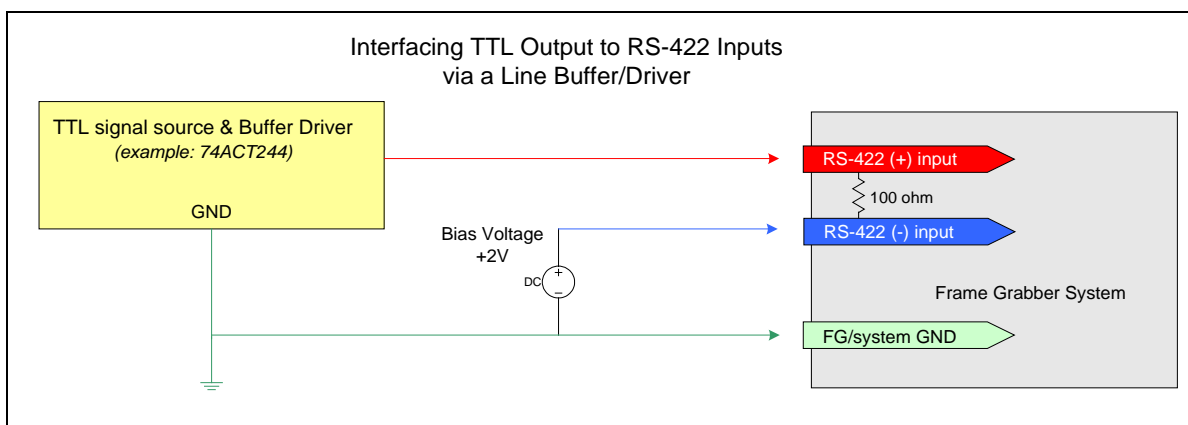 Interfacing TTL Output to RS-422 Inputs
via a Line Buffer/Driver
TTL signal source & Buffer Driver
(example: 74ACT244)
GND
RS-422 (+) input
100 ohm
RS-422 (-) input
Bias Voltage
+2V
DC
+
−
Frame Grabber System
FG/system GND